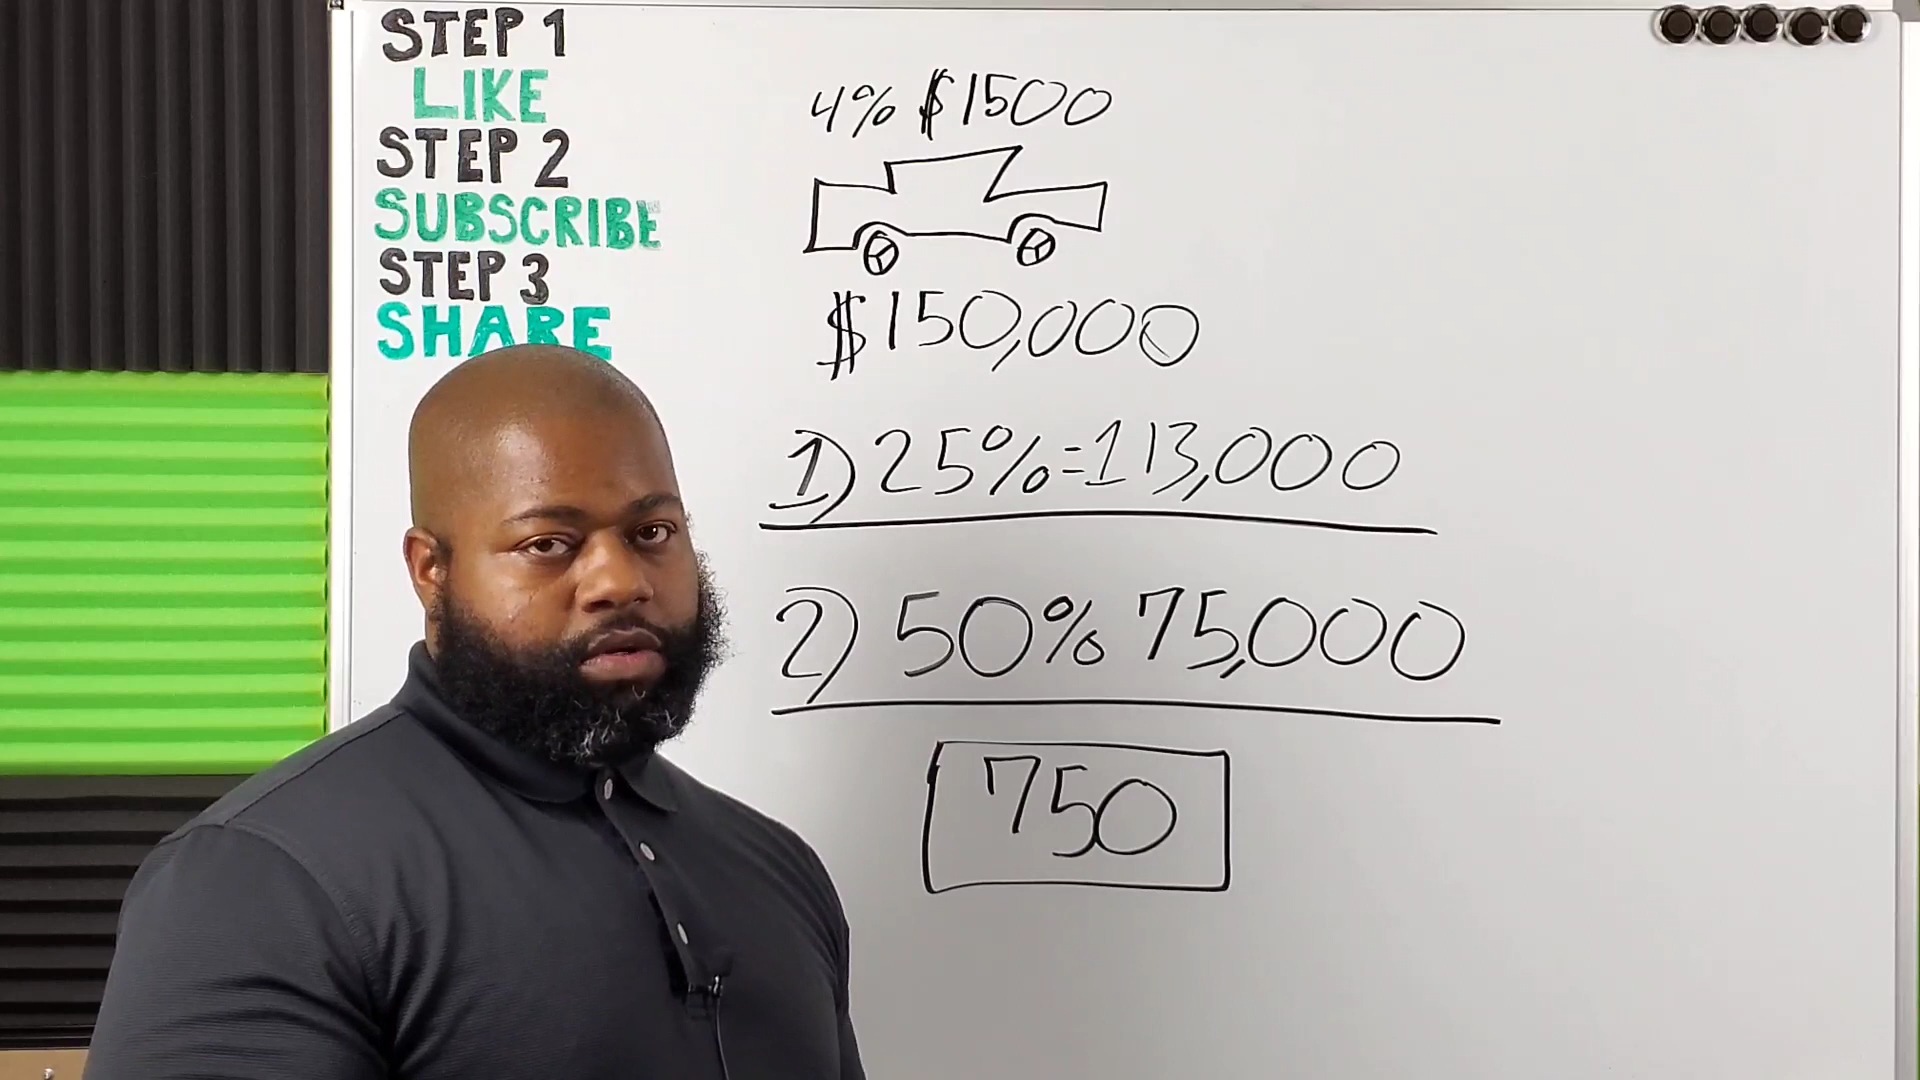 STEP 1
LIKE
STEP 2
SUBSCRIBE
STEP 3
SHARE
4% $1500
$150,000
1) 25%=113,000
2) 50% 75,000
750